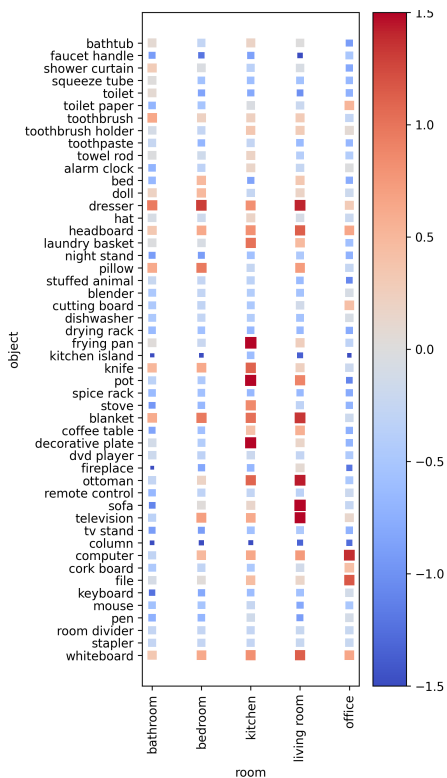 object
bathtub
faucet handle
shower curtain
squeeze tube
toilet
toilet paper
toothbrush
toothbrush holder
toothpaste
towel rod
alarm clock
bed
doll
dresser
hat
headboard
laundry basket
night stand
pillow
stuffed animal
blender
cutting board
dishwasher
drying rack
frying pan
kitchen island
knife
pot
spice rack
stove
blanket
coffee table
decorative plate
dvd player
fireplace
ottoman
remote control
sofa
television
tv stand
column
computer
cork board
file
keyboard
mouse
pen
room divider
stapler
whiteboard
bathroom
bedroom
kitchen
living room
office
room
1.5
1.0
0.5
0.0
−0.5
−1.0
−1.5